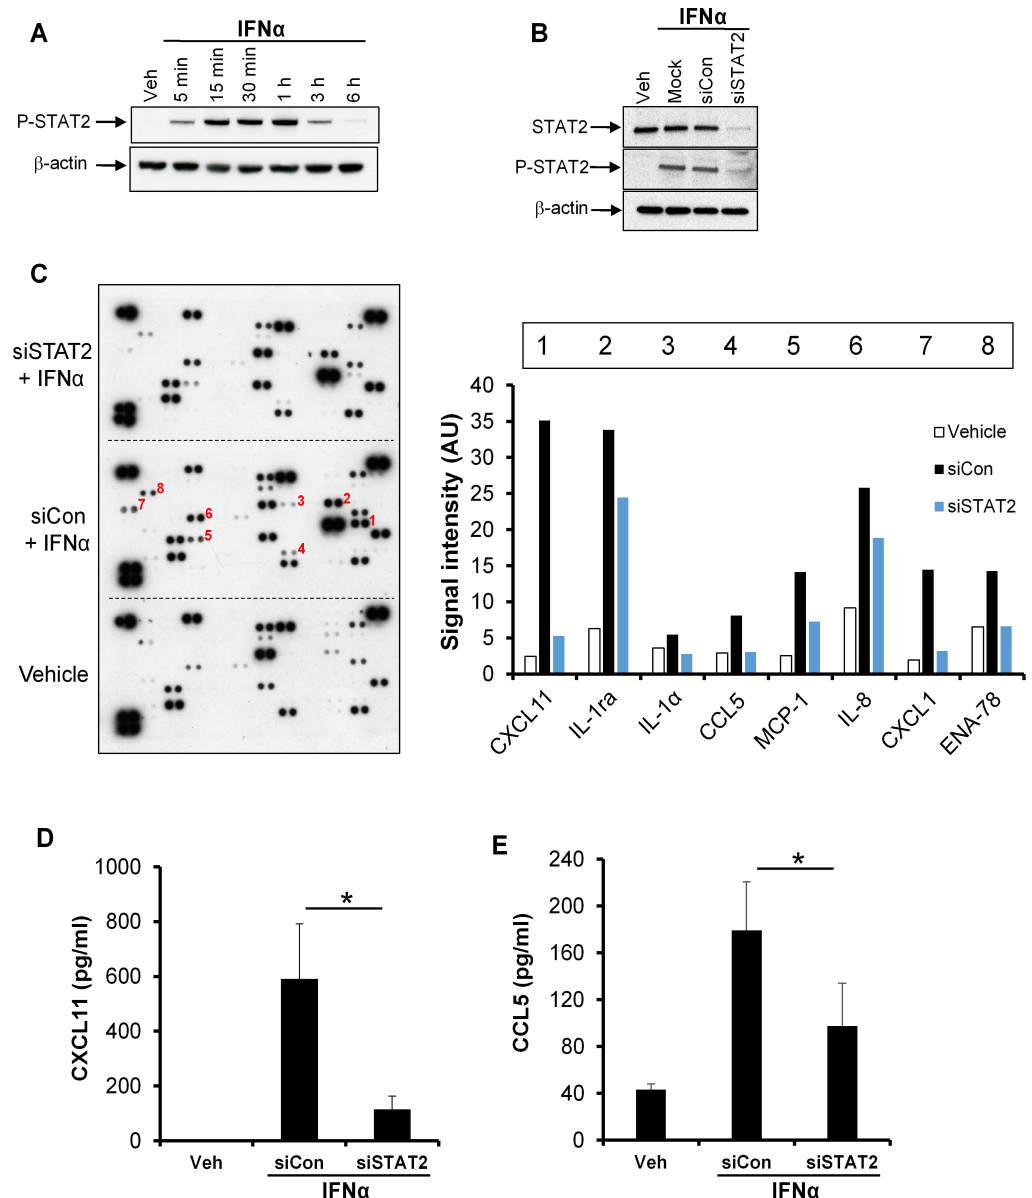 A
IFNα
Veh
5 min
15 min
30 min
1 h
3 h
6 h
P-STAT2
β-actin
B
IFNα
Veh
Mock
siCon
siSTAT2
STAT2
P-STAT2
β-actin
C
siSTAT2
+ IFNα
siCon
+ IFNα
Vehicle
8
7
6
5
3
4
2
1
1 2 3 4 5 6 7 8
Signal intensity (AU)
40
35
30
25
20
15
10
5
0
Vehicle
siCon
siSTAT2
CXCL11
IL-1ra
IL-1α
CCL5
MCP-1
IL-8
CXCL1
ENA-78
D
CXCL11 (pg/ml)
1000
800
600
400
200
0
*
Veh siCon siSTAT2
IFNα
E
CCL5 (pg/ml)
240
200
160
120
80
40
0
*
Veh siCon siSTAT2
IFNα